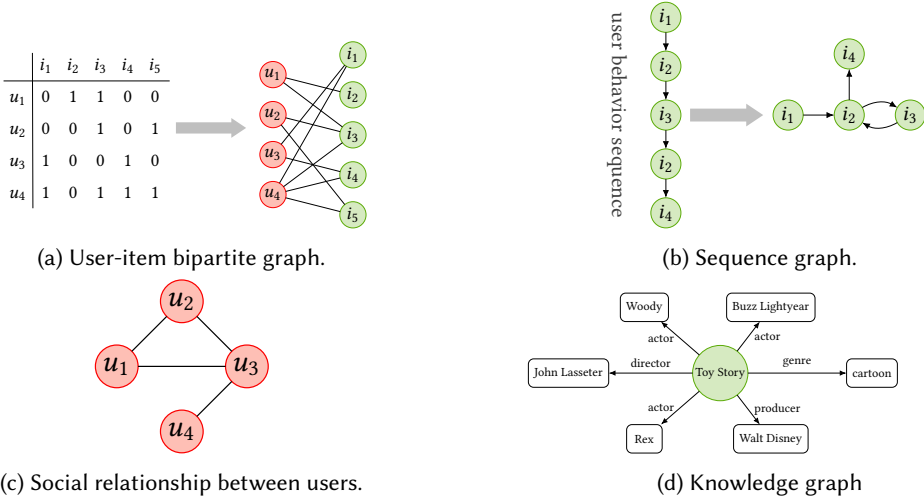 i1 i2 i3 i4 i5
u1 0 1 1 0 0
u2 0 0 1 0 1
u3 1 0 0 1 0
u4 1 0 1 1 1
u1
u2
u3
u4
i1
i2
i3
i4
i5
(a) User-item bipartite graph.
user behavior sequence
i1
i2
i3
i2
i4
i4
i1 i2 i3
(b) Sequence graph.
u2
u1 u3
u4
(c) Social relationship between users.
Woody
Buzz Lightyear
actor
actor
John Lasseter
director
Toy Story
genre
cartoon
actor
producer
Rex
Walt Disney
(d) Knowledge graph